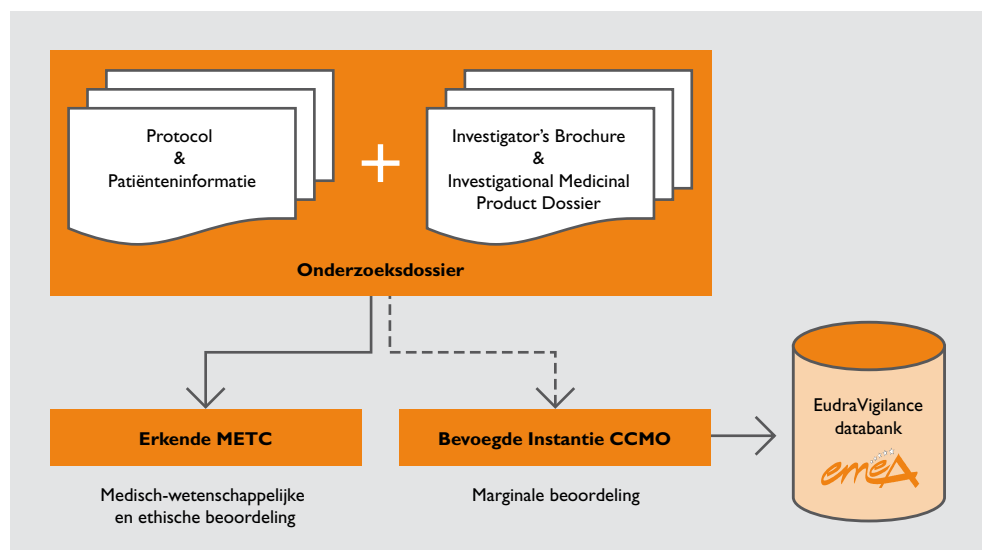 Protocol
&
Patiënteninformatie
+
Investigator's Brochure
&
Investigational Medicinal
Product Dossier
Onderzoeksdossier
Erkende METC
Medisch-wetenschappelijke
en ethische beoordeling
Bevoegde Instantie CCMO
Marginale beoordeling
EudraVigilance
databank
emeA